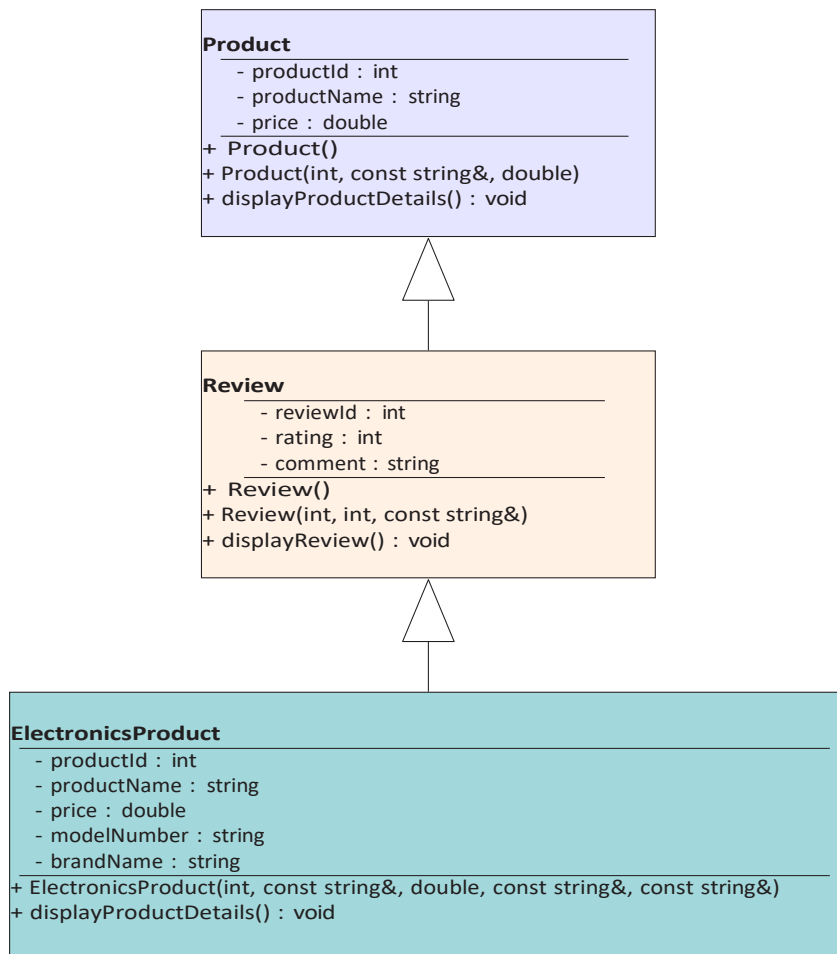 Product
- productId : int
- productName : string
- price : double
+ Product()
+ Product(int, const string&, double)
+ displayProductDetails() : void
Review
- reviewId : int
- rating : int
- comment : string
+ Review()
+ Review(int, int, const string&)
+ displayReview() : void
ElectronicsProduct
- productId : int
- productName : string
- price : double
- modelNumber : string
- brandName : string
+ ElectronicsProduct(int, const string&, double, const string&, const string&)
+ displayProductDetails() : void